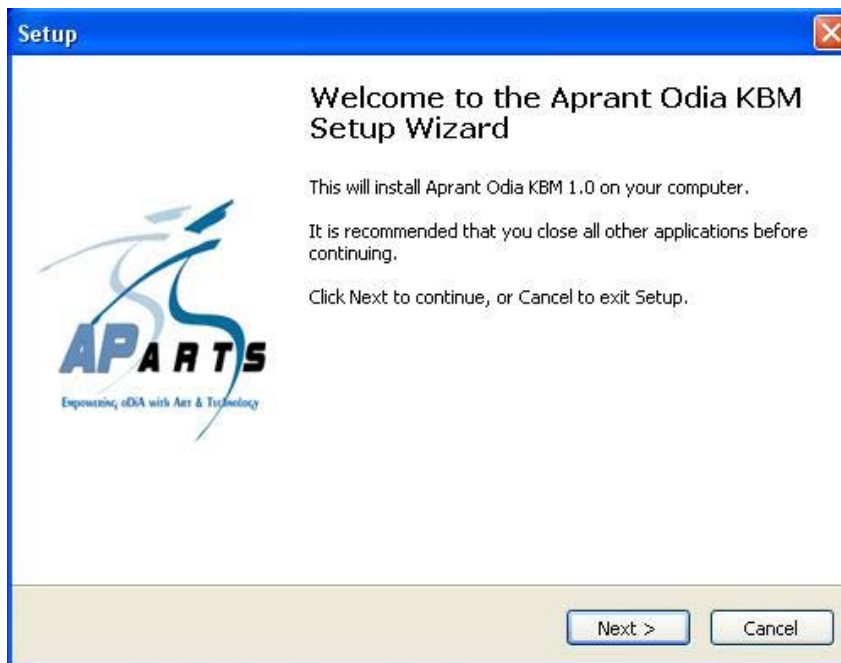 Setup
Welcome to the Aprant Odia KBM
Setup Wizard
This will install Aprant Odia KBM 1.0 on your computer.
It is recommended that you close all other applications before
continuing.
Click Next to continue, or Cancel to exit Setup.
APARTS
Empowering oDiA with Art & Technology
Next >
Cancel